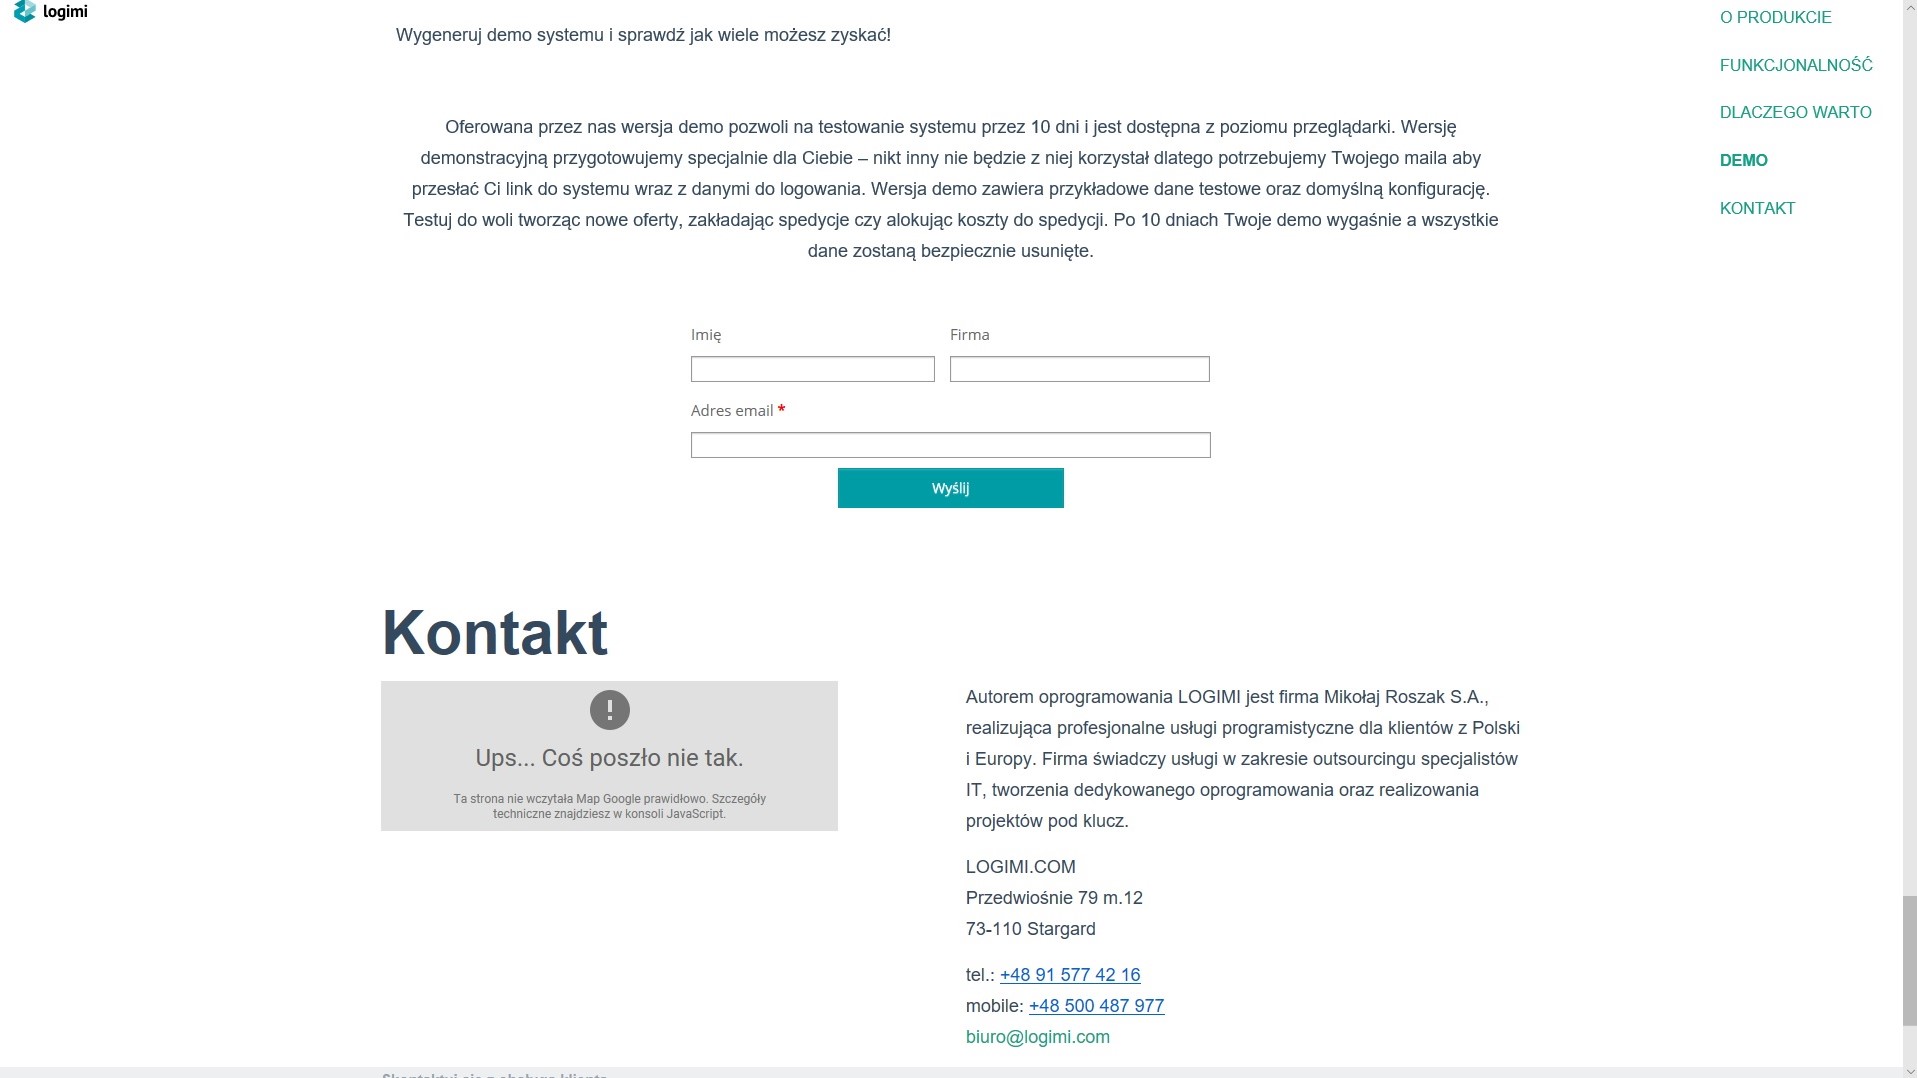 logimi
O PRODUKCIE
FUNKCJONALNOŚĆ
DLACZEGO WARTO
DEMO
KONTAKT
Wygeneruj demo systemu i sprawdź jak wiele możesz zyskać!
Oferowana przez nas wersja demo pozwoli na testowanie systemu przez 10 dni i jest dostępna z poziomu przeglądarki. Wersję
demonstracyjną przygotowujemy specjalnie dla Ciebie – nikt inny nie będzie z niej korzystał dlatego potrzebujemy Twojego maila aby
przesłać Ci link do systemu wraz z danymi do logowania. Wersja demo zawiera przykładowe dane testowe oraz domyślną konfigurację.
Testuj do woli tworząc nowe oferty, zakładając spedycje czy alokując koszty do spedycji. Po 10 dniach Twoje demo wygaśnie a wszystkie
dane zostaną bezpiecznie usunięte.
Imię
Firma
Adres email *
Wyślij
Kontakt
Ups... Coś poszło nie tak.
Ta strona nie wczytała Map Google prawidłowo. Szczegóły
techniczne znajdziesz w konsoli JavaScript.
Autorem oprogramowania LOGIMI jest firma Mikołaj Roszak S.A.,
realizująca profesjonalne usługi programistyczne dla klientów z Polski
i Europy. Firma świadczy usługi w zakresie outsourcingu specjalistów
IT, tworzenia dedykowanego oprogramowania oraz realizowania
projektów pod klucz.
LOGIMI.COM
Przedwiośnie 79 m.12
73-110 Stargard
tel.: +48 91 577 42 16
mobile: +48 500 487 977
biuro@logimi.com